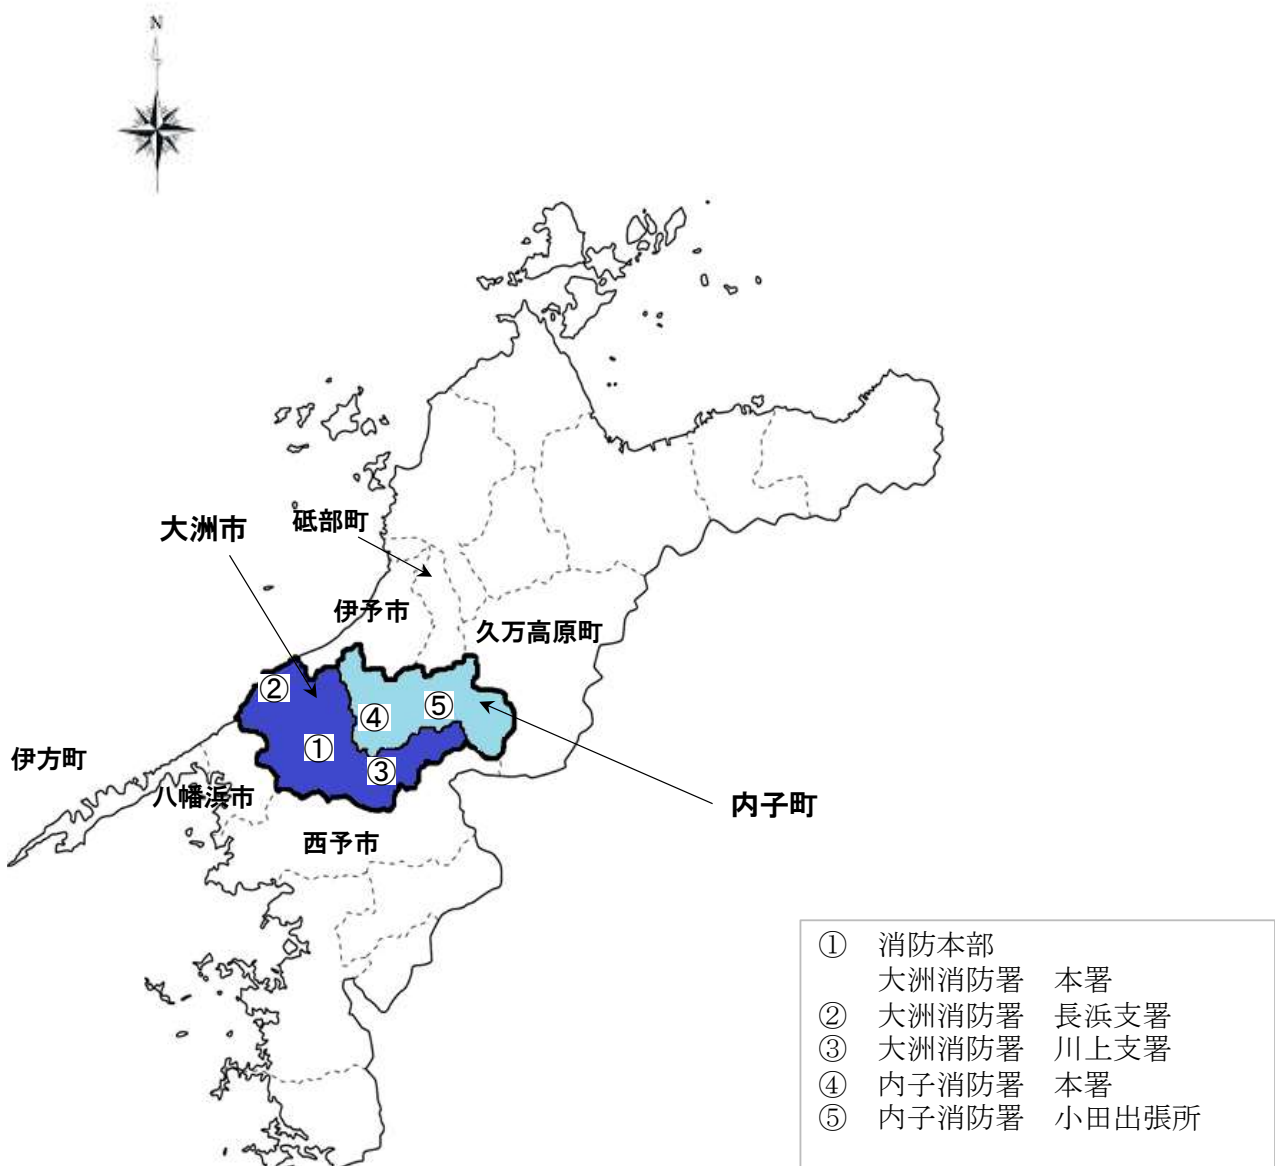 N
大洲市
砥部町
伊予市
久万高原町
②
⑤
④
①
③
伊方町
八幡浜市
内子町
西予市
① 消防本部
大洲消防署 本署
② 大洲消防署 長浜支署
③ 大洲消防署 川上支署
④ 内子消防署 本署
⑤ 内子消防署 小田出張所